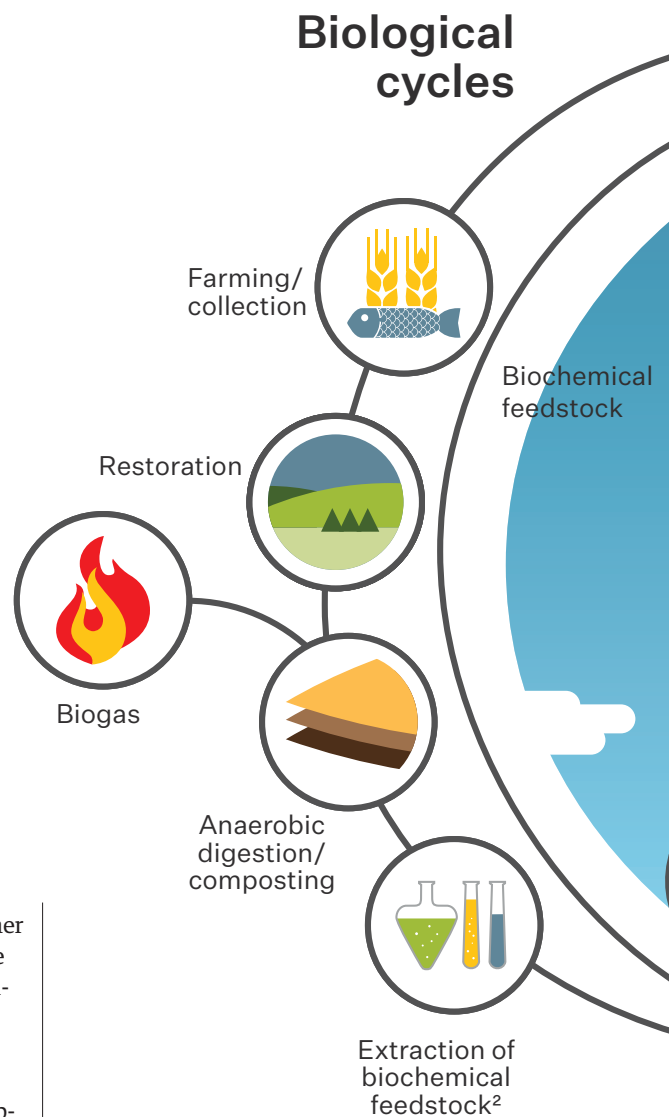 Biological
cycles
Farming/
collection
Biochemical
feedstock
Restoration
Biogas
Anaerobic
digestion/
composting
Extraction of
biochemical
feedstock²